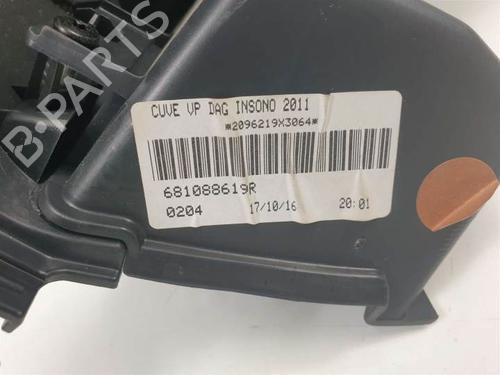 B-PARTS
CUVE VP DAG INSONO 2011
*2096219X3064*
681088619R
0204 17/10/16 20:01